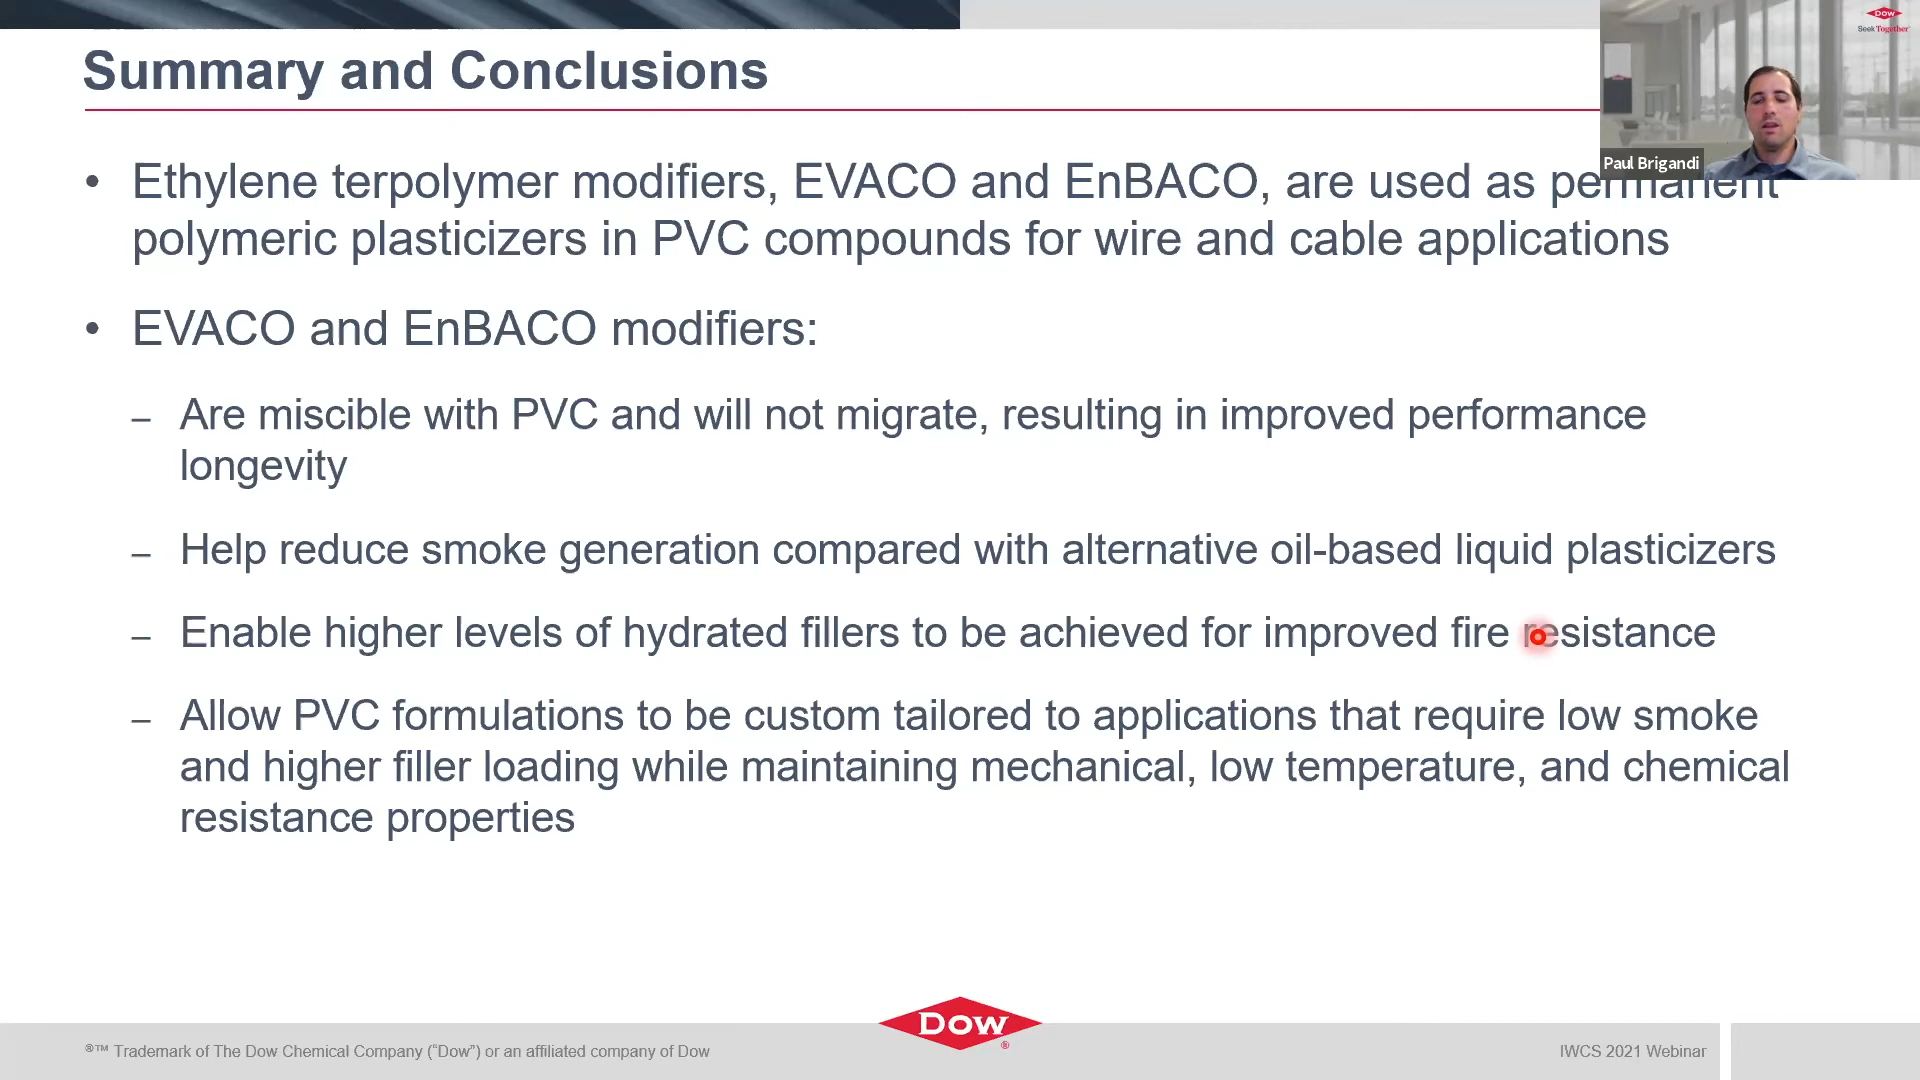 Summary and Conclusions
DOW
Seek Together
Paul Brigandi
• Ethylene terpolymer modifiers, EVACO and EnBACO, are used as permanent
polymeric plasticizers in PVC compounds for wire and cable applications
• EVACO and EnBACO modifiers:
– Are miscible with PVC and will not migrate, resulting in improved performance
longevity
– Help reduce smoke generation compared with alternative oil-based liquid plasticizers
– Enable higher levels of hydrated fillers to be achieved for improved fire resistance
– Allow PVC formulations to be custom tailored to applications that require low smoke
and higher filler loading while maintaining mechanical, low temperature, and chemical
resistance properties
DOW®
®™ Trademark of The Dow Chemical Company (“Dow”) or an affiliated company of Dow
IWCS 2021 Webinar